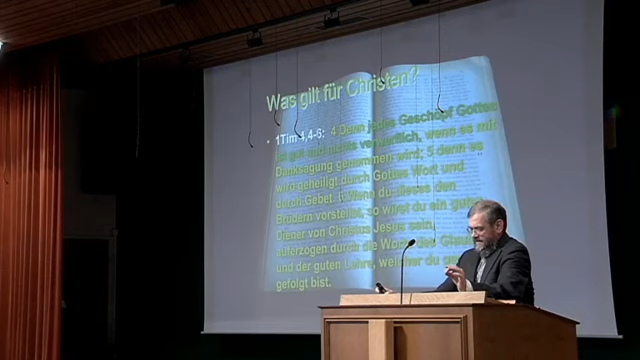 Was gilt für Christen?
• 1Tim 4,4-6: 4 Denn jedes Geschöpf Gottes
ist gut und nichts verwerflich, wenn es mit
Danksagung genommen wird; 5 denn es
wird geheiligt durch Gottes Wort und
durch Gebet. 6 Wenn du dieses den
Brüdern vorstellst, so wirst du ein guter
Diener von Christus Jesus sein,
auferzogen durch die Worte des
und der guten Lehre, welcher du
gefolgt bist.